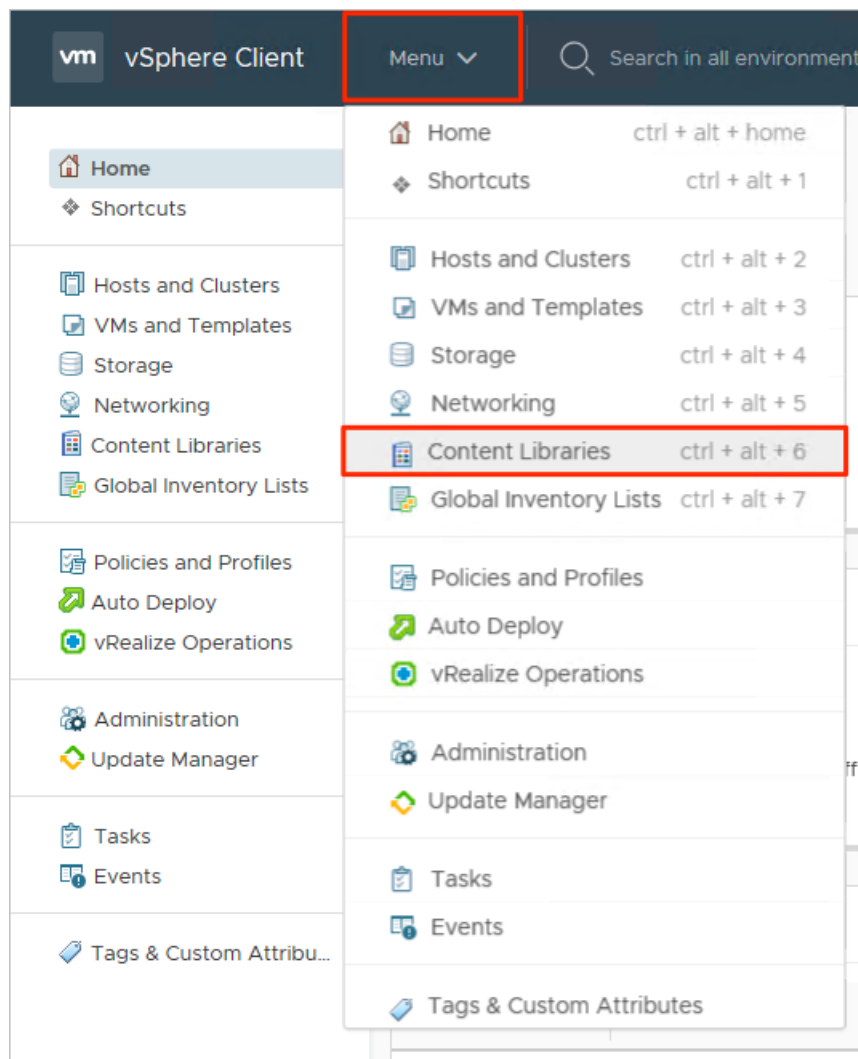 vm vSphere Client Menu Search in all environment
Home
Shortcuts
Hosts and Clusters
VMs and Templates
Storage
Networking
Content Libraries
Global Inventory Lists
Policies and Profiles
Auto Deploy
vRealize Operations
Administration
Update Manager
Tasks
Events
Tags & Custom Attribu...
Home ctrl + alt + home
Shortcuts ctrl + alt + 1
Hosts and Clusters ctrl + alt + 2
VMs and Templates ctrl + alt + 3
Storage ctrl + alt + 4
Networking ctrl + alt + 5
Content Libraries ctrl + alt + 6
Global Inventory Lists ctrl + alt + 7
Policies and Profiles
Auto Deploy
vRealize Operations
Administration
Update Manager
Tasks
Events
Tags & Custom Attributes